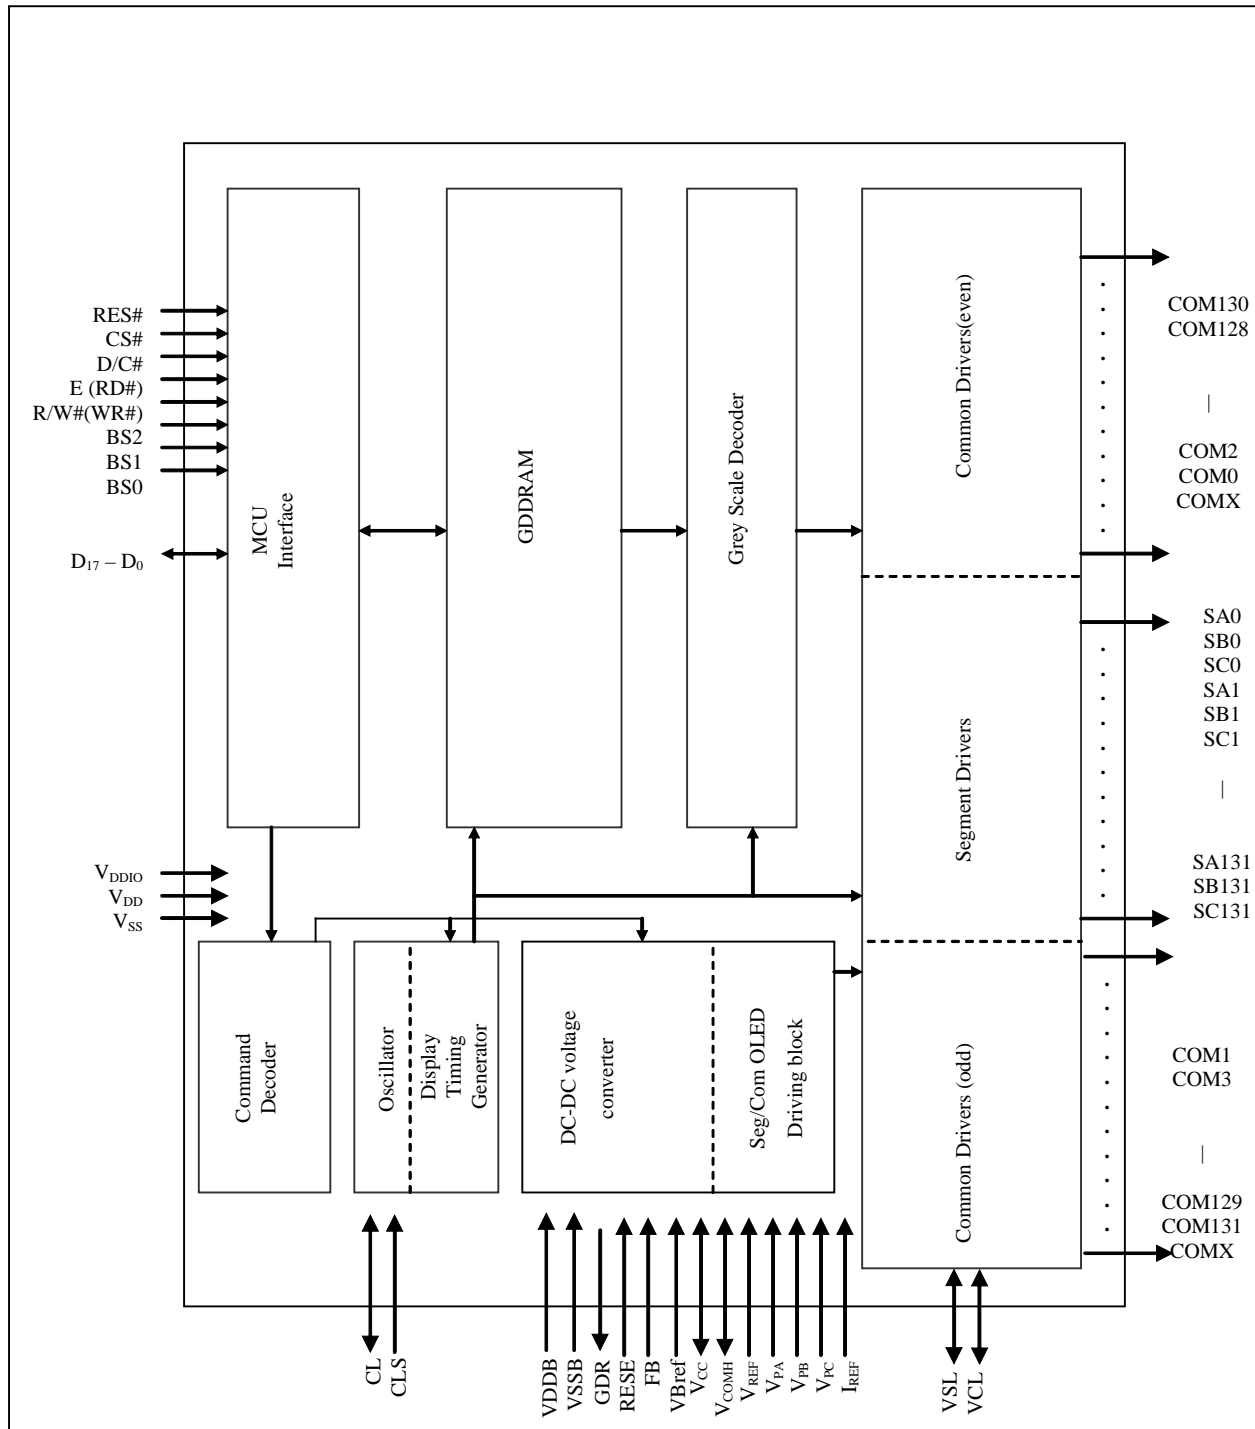 RES#
CS#
D/C#
E (RD#)
R/W#(WR#)
BS2
BS1
BS0
D17 – D0
VDDIO
VDD
VSS
MCU
Interface
GDDRAM
Grey Scale Decoder
Common Drivers(even)
Segment Drivers
Common Drivers (odd)
Command
Decoder
Oscillator
Display
Timing
Generator
DC-DC voltage
converter
Seg/Com OLED
Driving block
COM130
COM128
|
COM2
COM0
COMX
SA0
SB0
SC0
SA1
SB1
SC1
|
SA131
SB131
SC131
COM1
COM3
|
COM129
COM131
COMX
CL
CLS
VDDB
VSSB
GDR
RESE
FB
VBref
VCC
VCOMH
VREF
VPA
VPB
VPC
IREF
VSL
VCL